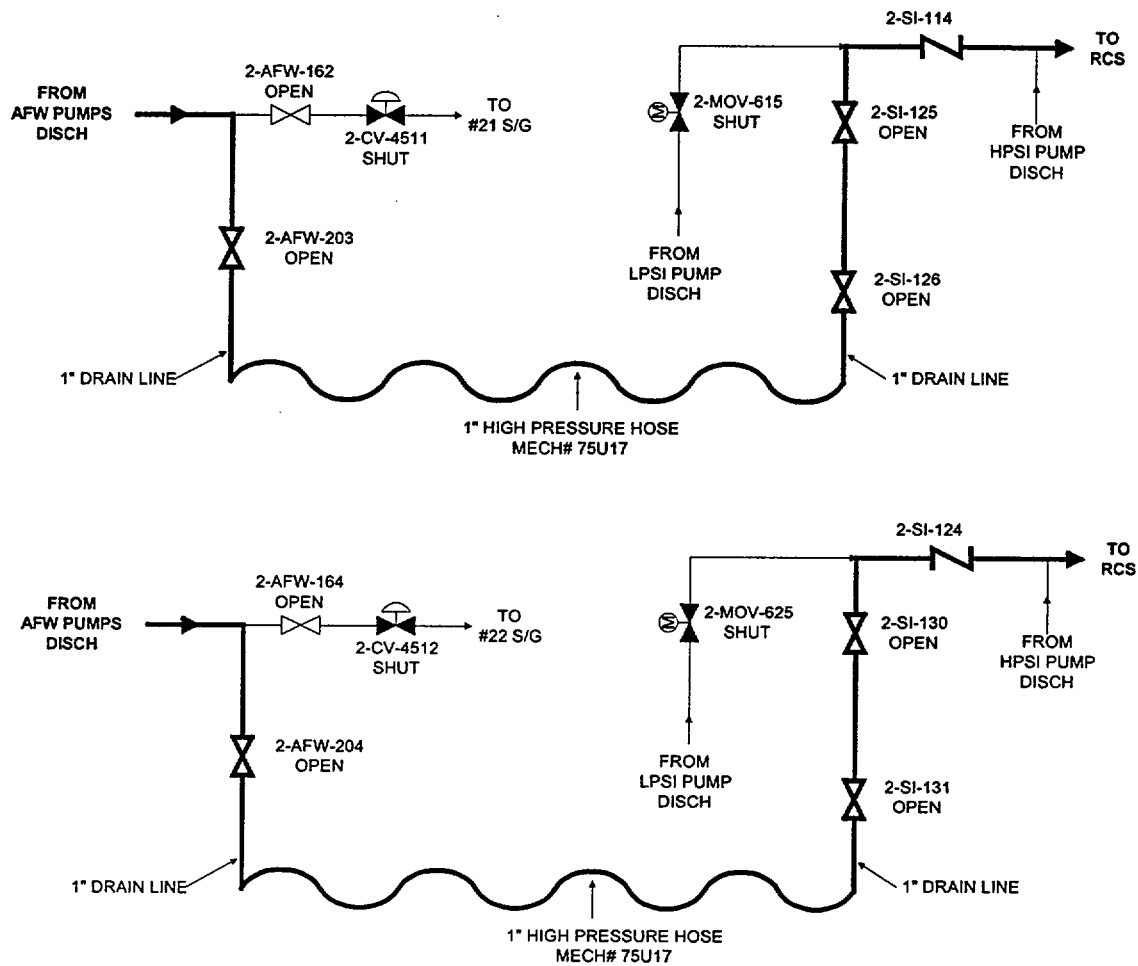 2-SI-114
TO
RCS
2-AFW-162
OPEN
FROM
AFW PUMPS
DISCH
TO
#21 S/G
2-CV-4511
SHUT
M
2-MOV-615
SHUT
2-SI-125
OPEN
FROM
HPSI PUMP
DISCH
2-AFW-203
OPEN
FROM
LPSI PUMP
DISCH
2-SI-126
OPEN
1" DRAIN LINE
1" DRAIN LINE
1" HIGH PRESSURE HOSE
MECH# 75U17
2-SI-124
TO
RCS
2-AFW-164
OPEN
FROM
AFW PUMPS
DISCH
TO
#22 S/G
2-CV-4512
SHUT
M
2-MOV-625
SHUT
2-SI-130
OPEN
FROM
HPSI PUMP
DISCH
2-AFW-204
OPEN
FROM
LPSI PUMP
DISCH
2-SI-131
OPEN
1" DRAIN LINE
1" DRAIN LINE
1" HIGH PRESSURE HOSE
MECH# 75U17